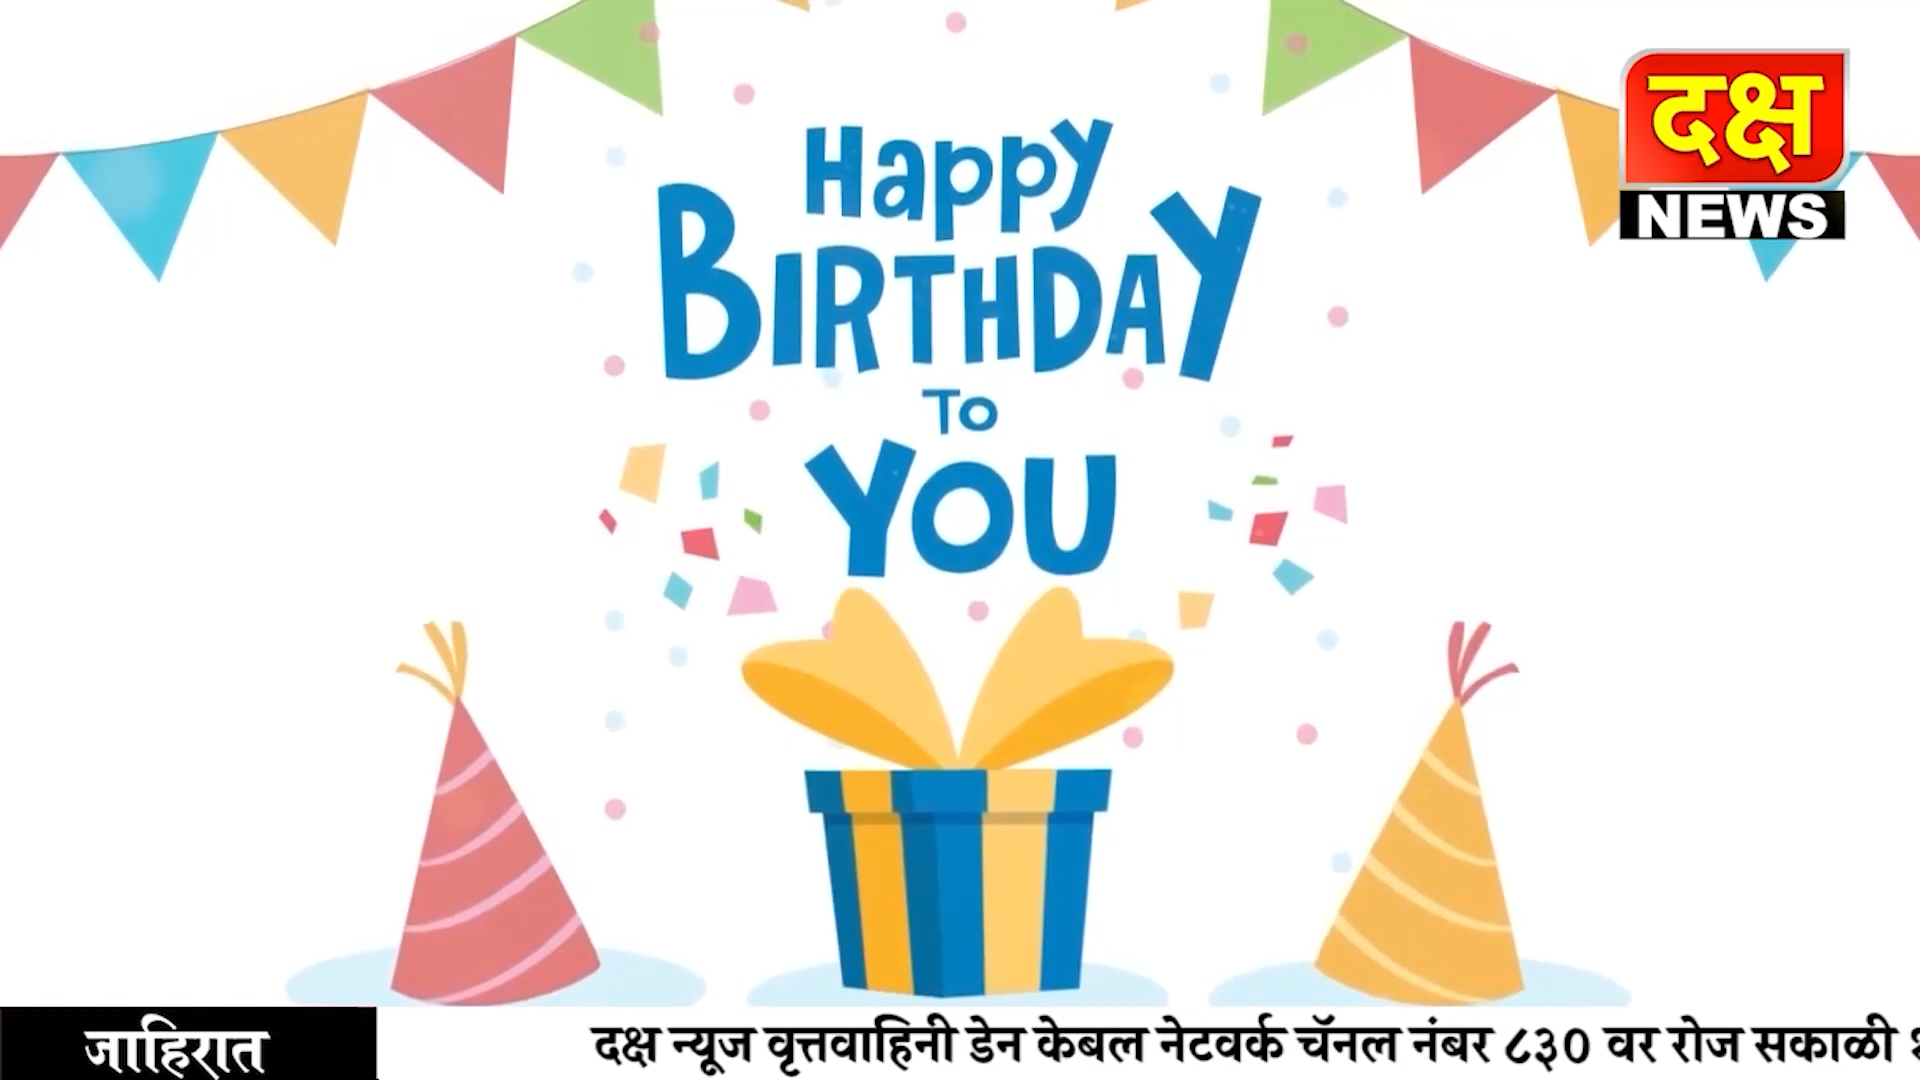 Happy
BIRTHDAY
To
YOU
दक्ष
NEWS
जाहिरात
दक्ष न्यूज वृत्तवाहिनी डेन केबल नेटवर्क चॅनल नंबर ८३० वर रोज सकाळी